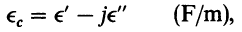 ϵc = ϵ′ − jϵ″ (F/m),